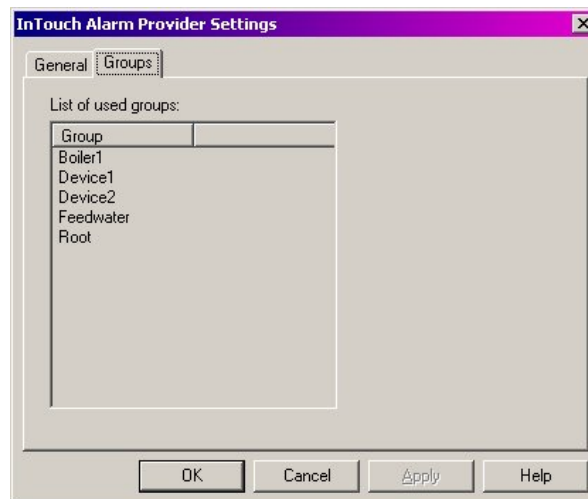 InTouch Alarm Provider Settings
General Groups
List of used groups:
Group
Boiler1
Device1
Device2
Feedwater
Root
OK Cancel Apply Help